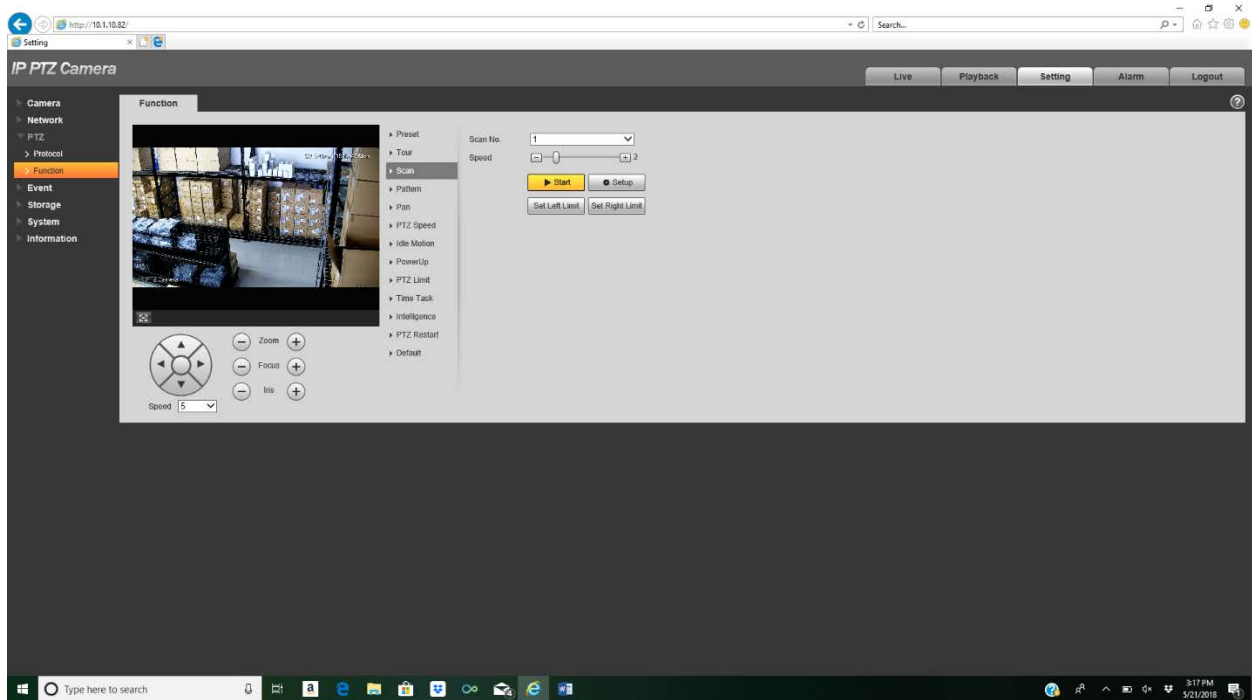 http://10.1.10.82/
Search...
Setting
IP PTZ Camera
Live
Playback
Setting
Alarm
Logout
Camera
Network
PTZ
Protocol
Function
Event
Storage
System
Information
Function
Preset
Tour
Scan
Pattern
Pan
PTZ Speed
Idle Motion
PowerUp
PTZ Limit
Time Task
Intelligence
PTZ Restart
Default
Scan No. 1
Speed 2
Start
Setup
Set Left Limit
Set Right Limit
Zoom
Focus
Iris
Speed 5
Type here to search
3:17 PM
5/21/2018